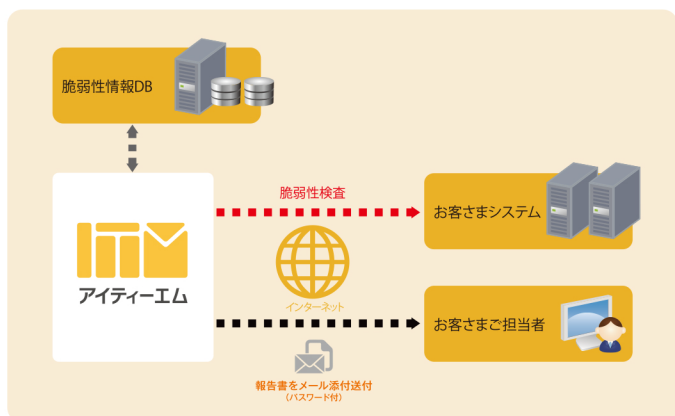 脆弱性情報DB
脆弱性検査
お客さまシステム
アイティーエム
インターネット
お客さまご担当者
報告書をメール添付送付
（パスワード付）